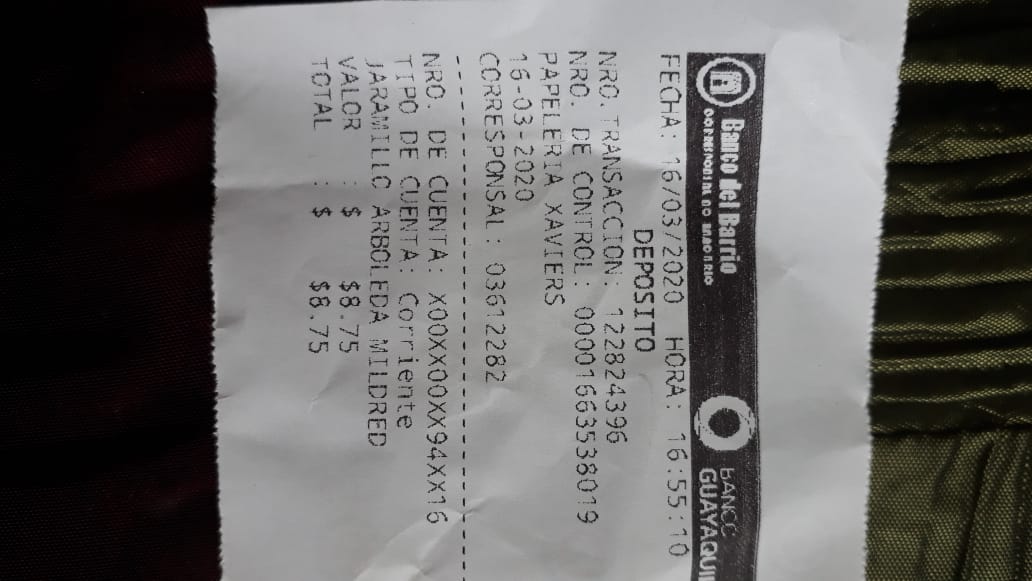 Banco del Barrio
CORRESPONSAL NO BANCARIO
BANCO
GUAYAQUI
FECHA: 16/03/2020 HORA: 16:55:10
DEPOSITO
NRO. TRANSACCION: 122824396
NRO. DE CONTROL: 00001663538019
PAPELERIA XAVIERS
16-03-2020
CORRESPONSAL: 03612282
--------------------------------
NRO. DE CUENTA: X00XX00XX94XX16
TIPO DE CUENTA: Corriente
JARAMILLO ARBOLEDA MILDRED
VALOR : $ $8.75
TOTAL : $ $8.75